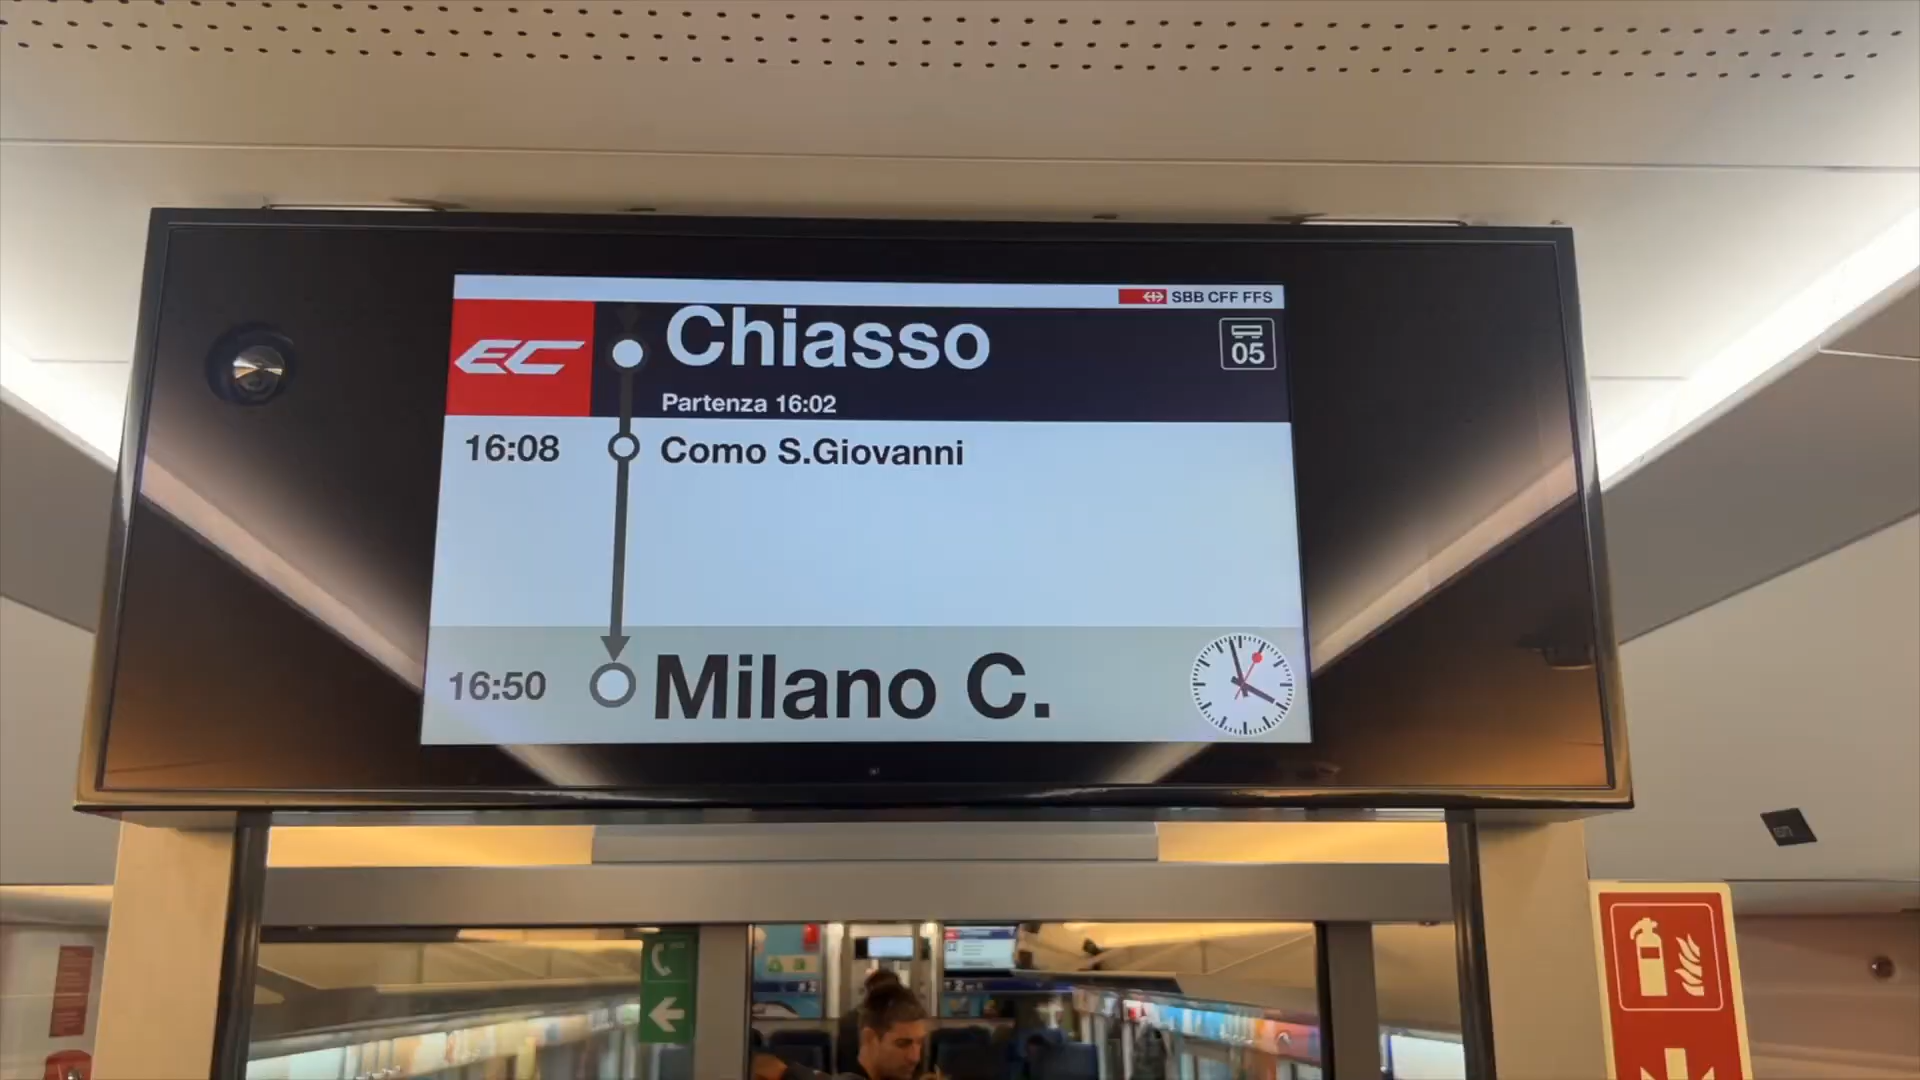 SBB CFF FFS
EC
Chiasso
05
Partenza 16:02
16:08 Como S.Giovanni
16:50 Milano C.